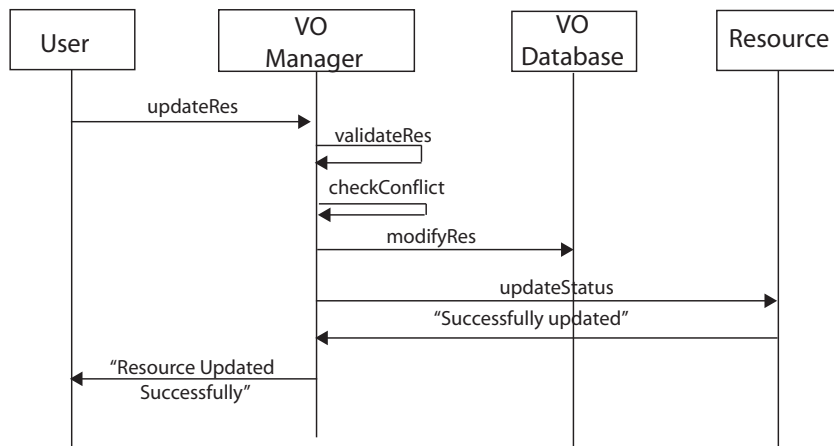 User
VO
Manager
VO
Database
Resource
updateRes
validateRes
checkConflict
modifyRes
updateStatus
“Successfully updated”
“Resource Updated
Successfully”